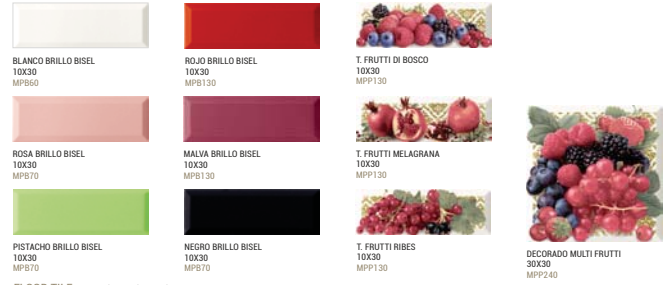 BLANCO BRILLO BISEL
10X30
MPB60
ROJO BRILLO BISEL
10X30
MPB130
T. FRUTTI DI BOSCO
10X30
MPP130
ROSA BRILLO BISEL
10X30
MPB70
MALVA BRILLO BISEL
10X30
MPB130
T. FRUTTI MELAGRANA
10X30
MPP130
PISTACHO BRILLO BISEL
10X30
MPB70
NEGRO BRILLO BISEL
10X30
MPB70
T. FRUTTI RIBES
10X30
MPP130
DECORADO MULTI FRUTTI
30X30
MPP240